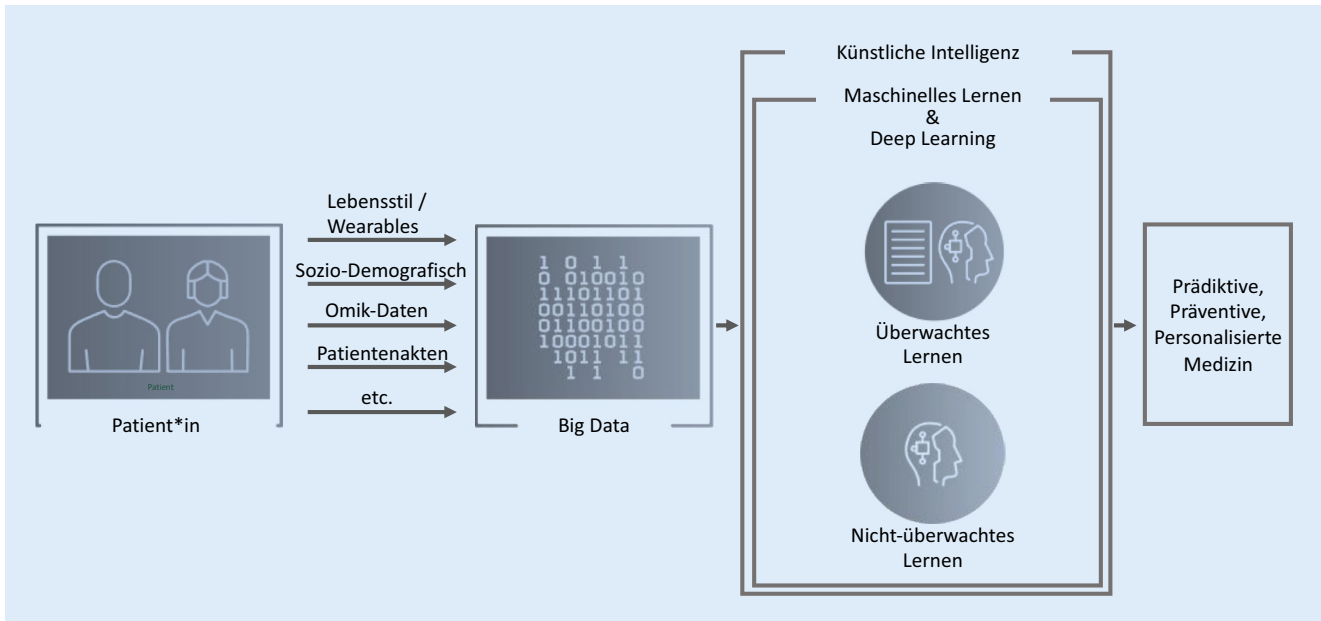 Patient
Patient*in
Lebensstil /
Wearables
Sozio-Demografisch
Omik-Daten
Patientenakten
etc.
1 0 1 1
0 010010
11101101
00110100
01100100
10001011
1011 11
1 1 0
Big Data
Künstliche Intelligenz
Maschinelles Lernen
&
Deep Learning
Überwachtes
Lernen
Nicht-überwachtes
Lernen
Prädiktive,
Präventive,
Personalisierte
Medizin